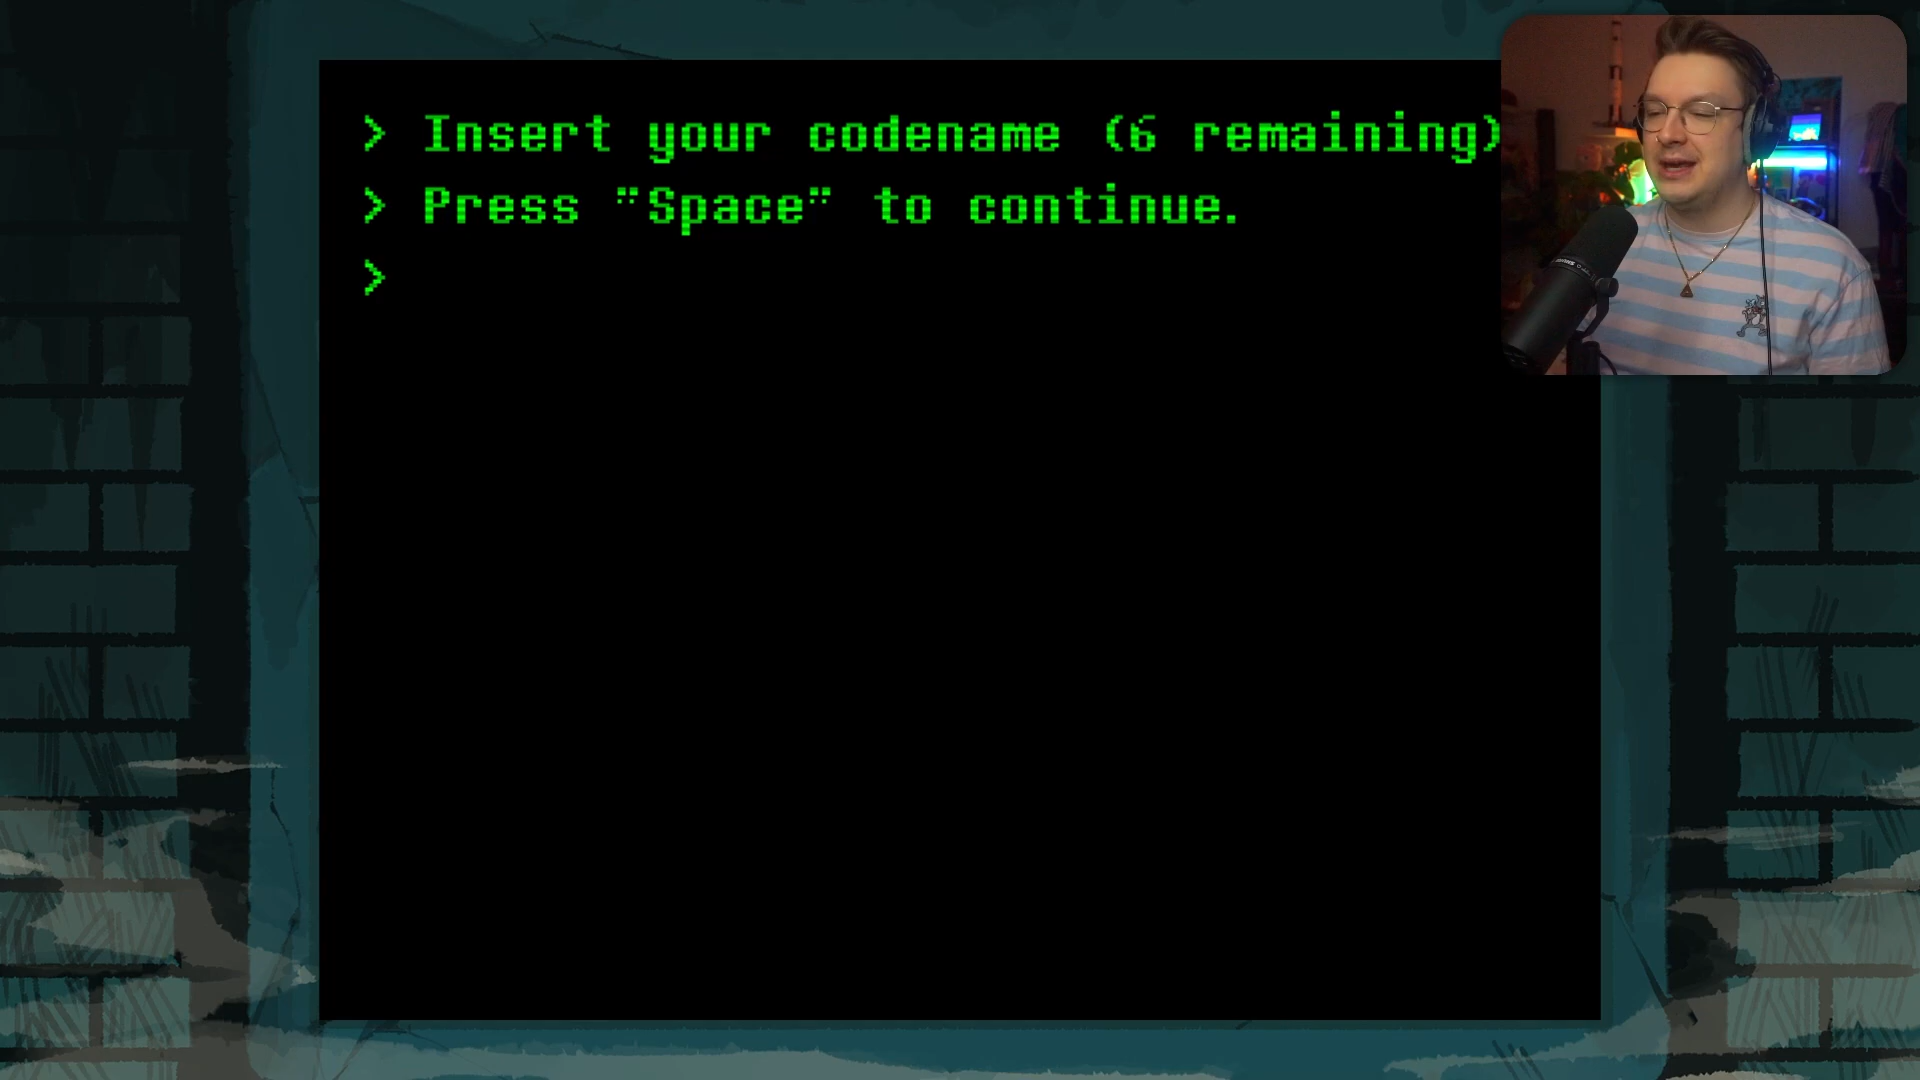 > Insert your codename (6 remaining)
> Press "Space" to continue.
>